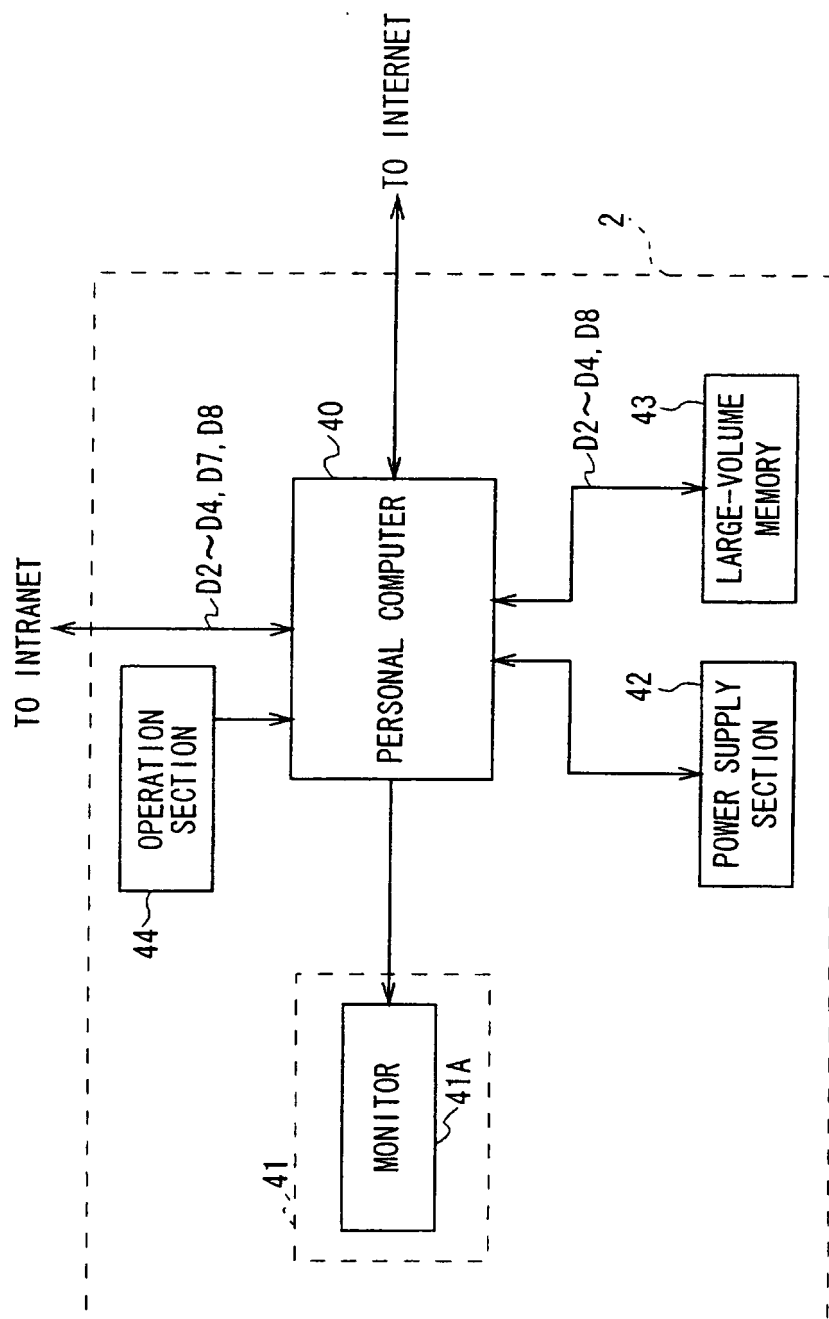 TO INTRANET
D2~D4, D7, D8
OPERATION
SECTION
44
TO INTERNET
2
40
PERSONAL COMPUTER
41
MONITOR
41A
D2~D4, D8
42
POWER SUPPLY
SECTION
43
LARGE-VOLUME
MEMORY